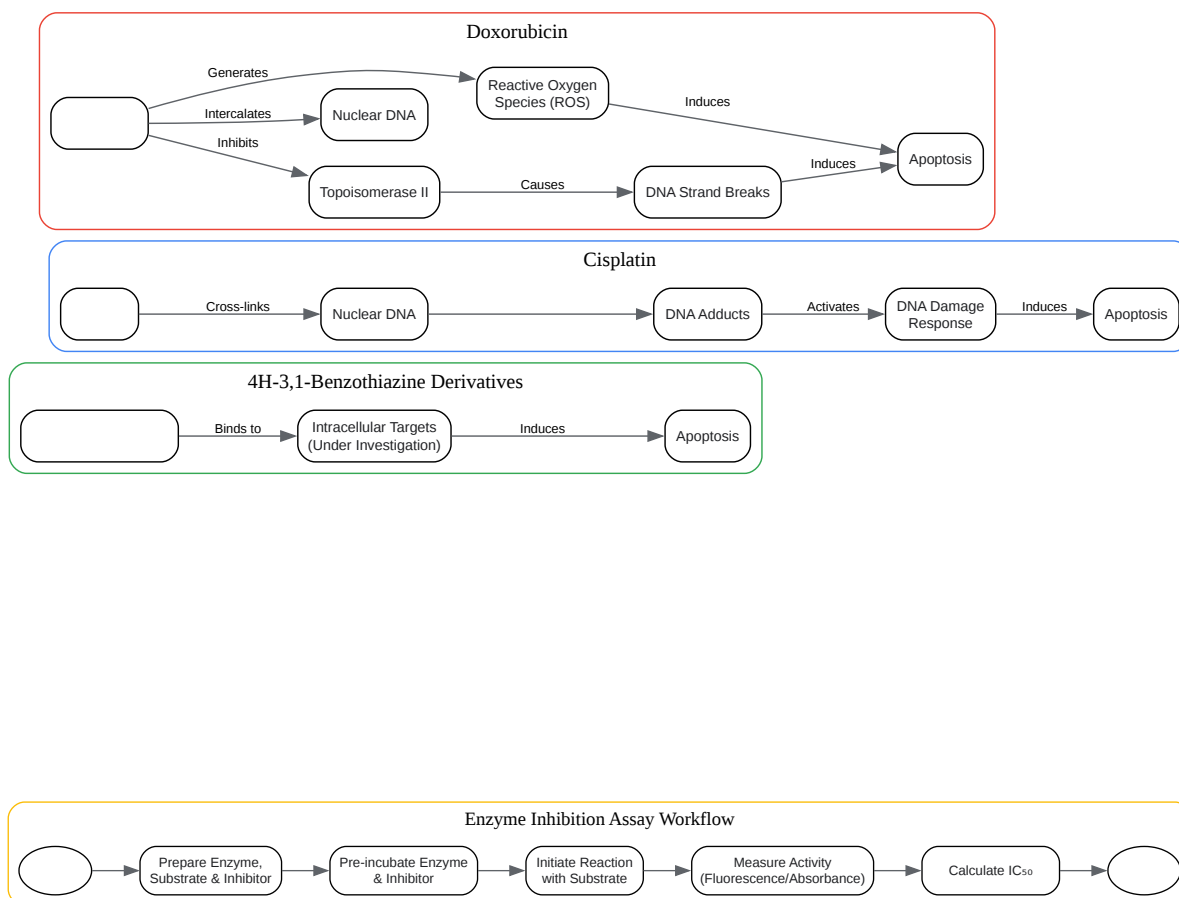 Doxorubicin
Generates
Reactive Oxygen
Species (ROS)
Induces
Intercalates
Nuclear DNA
Inhibits
Topoisomerase II
Causes
DNA Strand Breaks
Induces
Apoptosis
Cisplatin
Cross-links
Nuclear DNA
DNA Adducts
Activates
DNA Damage
Response
Induces
Apoptosis
4H-3,1-Benzothiazine Derivatives
Binds to
Intracellular Targets
(Under Investigation)
Induces
Apoptosis
Enzyme Inhibition Assay Workflow
Prepare Enzyme,
Substrate & Inhibitor
Pre-incubate Enzyme
& Inhibitor
Initiate Reaction
with Substrate
Measure Activity
(Fluorescence/Absorbance)
Calculate IC₅₀